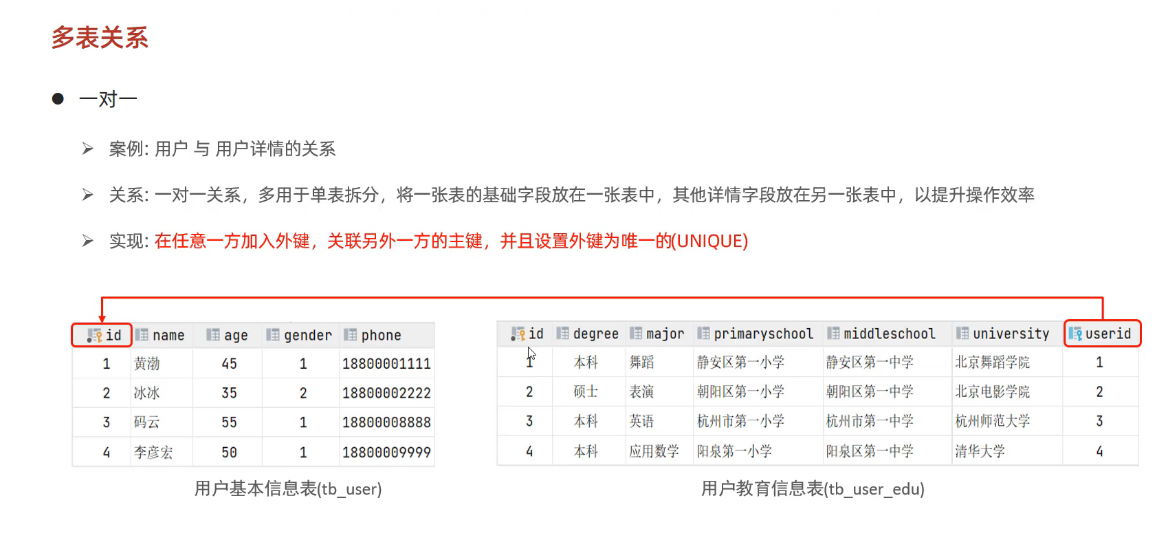 多表关系
● 一对一
➢ 案例: 用户 与 用户详情的关系
➢ 关系: 一对一关系，多用于单表拆分，将一张表的基础字段放在一张表中，其他详情字段放在另一张表中，以提升操作效率
➢ 实现: 在任意一方加入外键，关联另外一方的主键，并且设置外键为唯一的(UNIQUE)
id name age gender phone
1 黄渤 45 1 18800001111
2 冰冰 35 2 18800002222
3 码云 55 1 18800008888
4 李彦宏 50 1 18800009999
用户基本信息表(tb_user)
id degree major primaryschool middleschool university userid
1 本科 舞蹈 静安区第一小学 静安区第一中学 北京舞蹈学院 1
2 硕士 表演 朝阳区第一小学 朝阳区第一中学 北京电影学院 2
3 本科 英语 杭州市第一小学 杭州市第一中学 杭州师范大学 3
4 本科 应用数学 阳泉第一小学 阳泉区第一中学 清华大学 4
用户教育信息表(tb_user_edu)